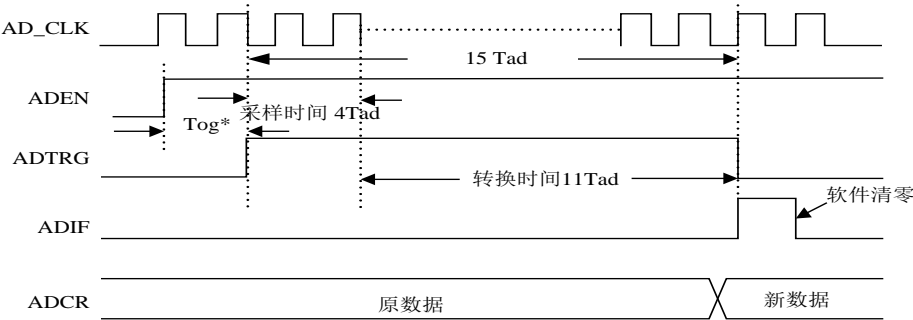 AD_CLK
15 Tad
ADEN
采样时间 4Tad
Tog*
ADTRG
转换时间11Tad
软件清零
ADIF
ADCR
原数据
新数据